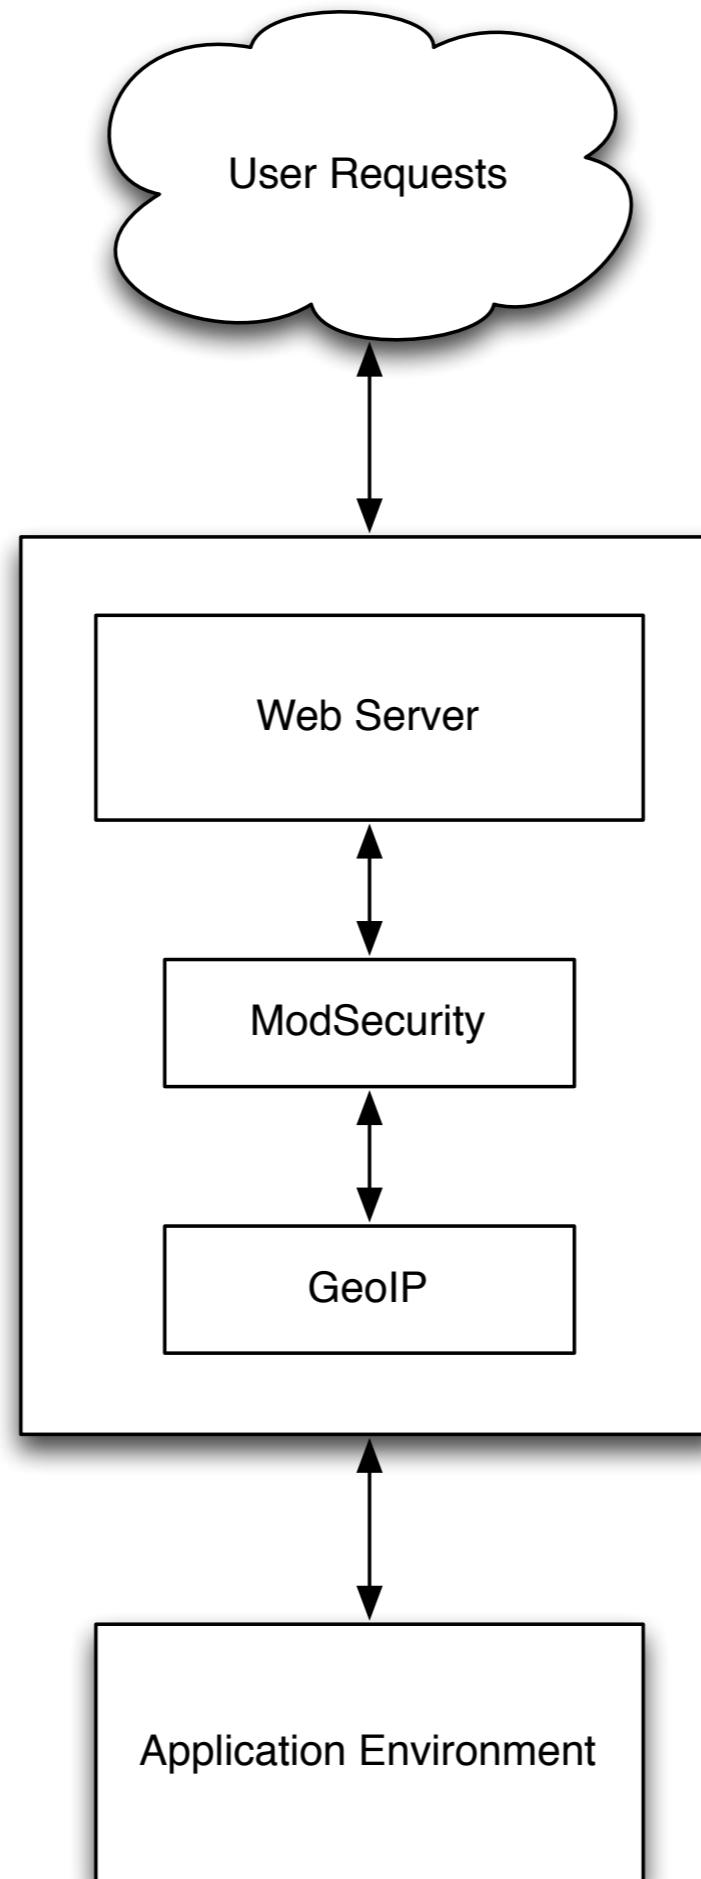 User Requests
Web Server
ModSecurity
GeoIP
Application Environment